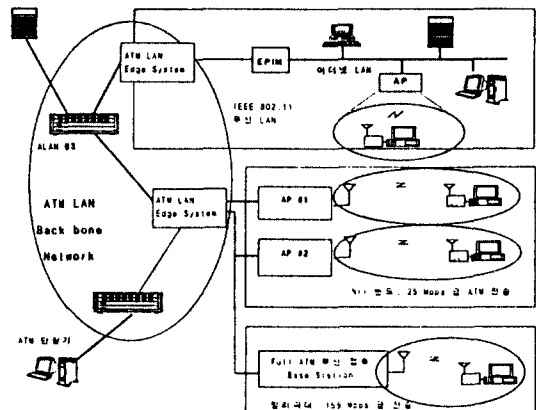 ATM LAN
Edge System
EPIM
이더넷 LAN
AP
IEEE 802.11
무선 LAN
ALAN
ATM LAN
Back bone
Network
ATM LAN
Edge System
AP #1
AP #2
25 Mbps 급 ATM 전송
ATM 단말기
Full ATM 무선 접속
Base Station
155 Mbps 급 전송